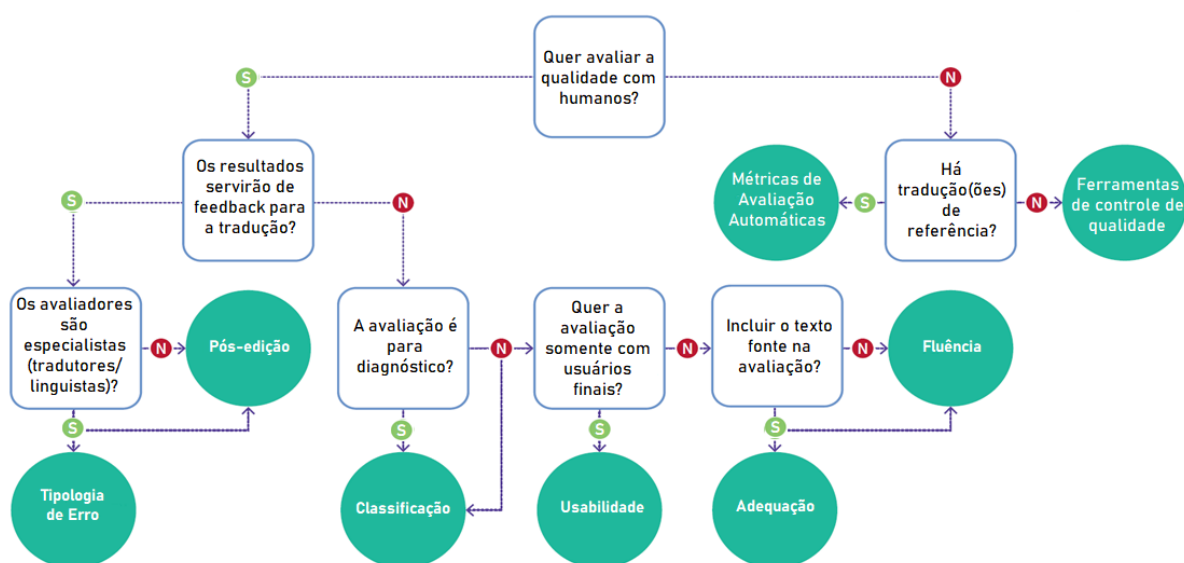 Quer avaliar a
qualidade com
humanos?
S
N
Os resultados
servirão de
feedback para
a tradução?
S
N
Métricas de
Avaliação
Automáticas
S
Há
tradução(ões)
de
referência?
N
Ferramentas
de controle de
qualidade
Os avaliadores
são
especialistas
(tradutores/
linguistas)?
N
Pós-edição
A avaliação é
para
diagnóstico?
N
Quer a
avaliação
somente com
usuários
finais?
N
Incluir o texto
fonte na
avaliação?
N
Fluência
S
S
S
S
Tipologia
de Erro
Classificação
Usabilidade
Adequação